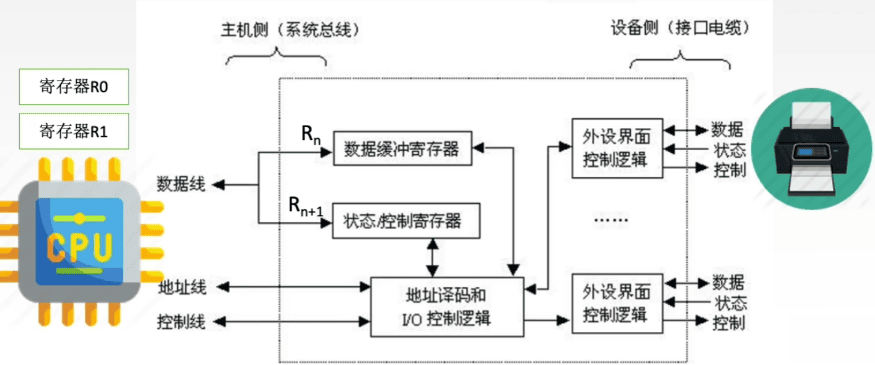 主机侧（系统总线）
设备侧（接口电缆）
寄存器R0
寄存器R1
CPU
数据线
地址线
控制线
Rn
数据缓冲寄存器
Rn+1
状态/控制寄存器
地址译码和
I/O 控制逻辑
外设界面
控制逻辑
数据
状态
控制
……
外设界面
控制逻辑
数据
状态
控制